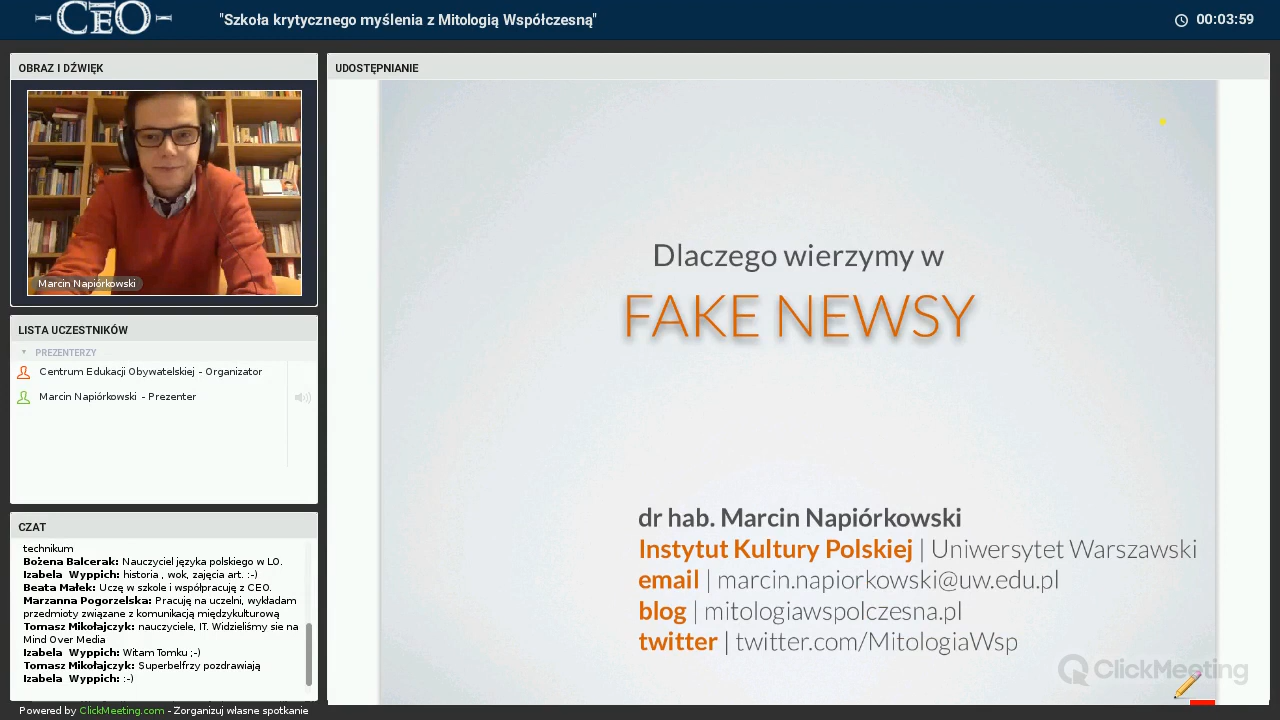 CEO
"Szkoła krytycznego myślenia z Mitologią Współczesną"
00:03:59
OBRAZ I DŹWIĘK
Marcin Napiórkowski
LISTA UCZESTNIKÓW
PREZENTERZY
Centrum Edukacji Obywatelskiej - Organizator
Marcin Napiórkowski - Prezenter
CZAT
technikum
Bożena Balcerak: Nauczyciel języka polskiego w LO.
Izabela Wyppich: historia , wok, zajęcia art. :-)
Beata Małek: Uczę w szkole i współpracuję z CEO.
Marzanna Pogorzelska: Pracuję na uczelni, wykładam
przedmioty związane z komunikacją międzykulturową
Tomasz Mikołajczyk: nauczyciele, IT. Widzieliśmy sie na
Mind Over Media
Izabela Wyppich: Witam Tomku ;-)
Tomasz Mikołajczyk: Superbelfrzy pozdrawiają
Izabela Wyppich: :-)
Powered by ClickMeeting.com - Zorganizuj własne spotkanie
UDOSTĘPNIANIE
Dlaczego wierzymy w
FAKE NEWSY
dr hab. Marcin Napiórkowski
Instytut Kultury Polskiej | Uniwersytet Warszawski
email | marcin.napiorkowski@uw.edu.pl
blog | mitologiawspolczesna.pl
twitter | twitter.com/MitologiaWsp
ClickMeeting